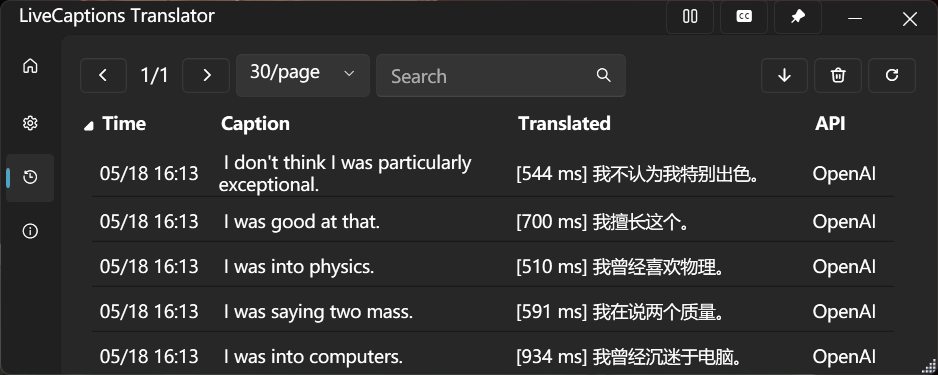 LiveCaptions Translator
CC
1/1
30/page
Search
Time Caption Translated API
05/18 16:13 I don't think I was particularly exceptional. [544 ms] 我不认为我特别出色。 OpenAI
05/18 16:13 I was good at that. [700 ms] 我擅长这个。 OpenAI
05/18 16:13 I was into physics. [510 ms] 我曾经喜欢物理。 OpenAI
05/18 16:13 I was saying two mass. [591 ms] 我在说两个质量。 OpenAI
05/18 16:13 I was into computers. [934 ms] 我曾经沉迷于电脑。 OpenAI